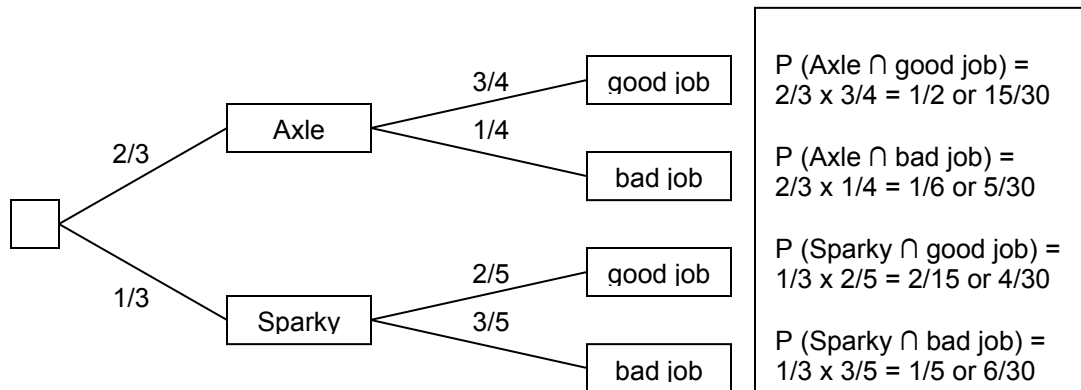 2/3
1/3
Axle
Sparky
3/4
1/4
2/5
3/5
good job
bad job
good job
bad job
P (Axle ∩ good job) =
2/3 x 3/4 = 1/2 or 15/30
P (Axle ∩ bad job) =
2/3 x 1/4 = 1/6 or 5/30
P (Sparky ∩ good job) =
1/3 x 2/5 = 2/15 or 4/30
P (Sparky ∩ bad job) =
1/3 x 3/5 = 1/5 or 6/30